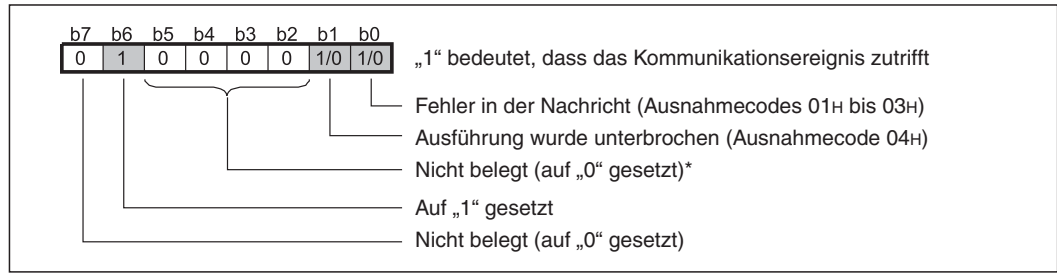 b7 b6 b5 b4 b3 b2 b1 b0
0 1 0 0 0 0 1/0 1/0
„1“ bedeutet, dass das Kommunikationsereignis zutrifft
Fehler in der Nachricht (Ausnahmecodes 01H bis 03H)
Ausführung wurde unterbrochen (Ausnahmecode 04H)
Nicht belegt (auf „0“ gesetzt)*
Auf „1“ gesetzt
Nicht belegt (auf „0“ gesetzt)